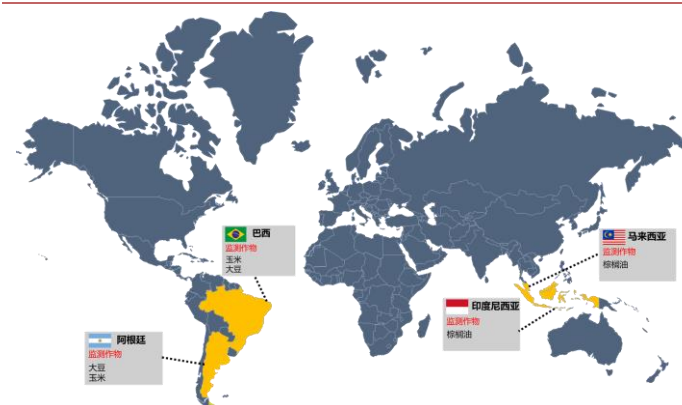 巴西
监测作物
玉米
大豆
马来西亚
监测作物
棕榈油
印度尼西亚
监测作物
棕榈油
阿根廷
监测作物
大豆
玉米